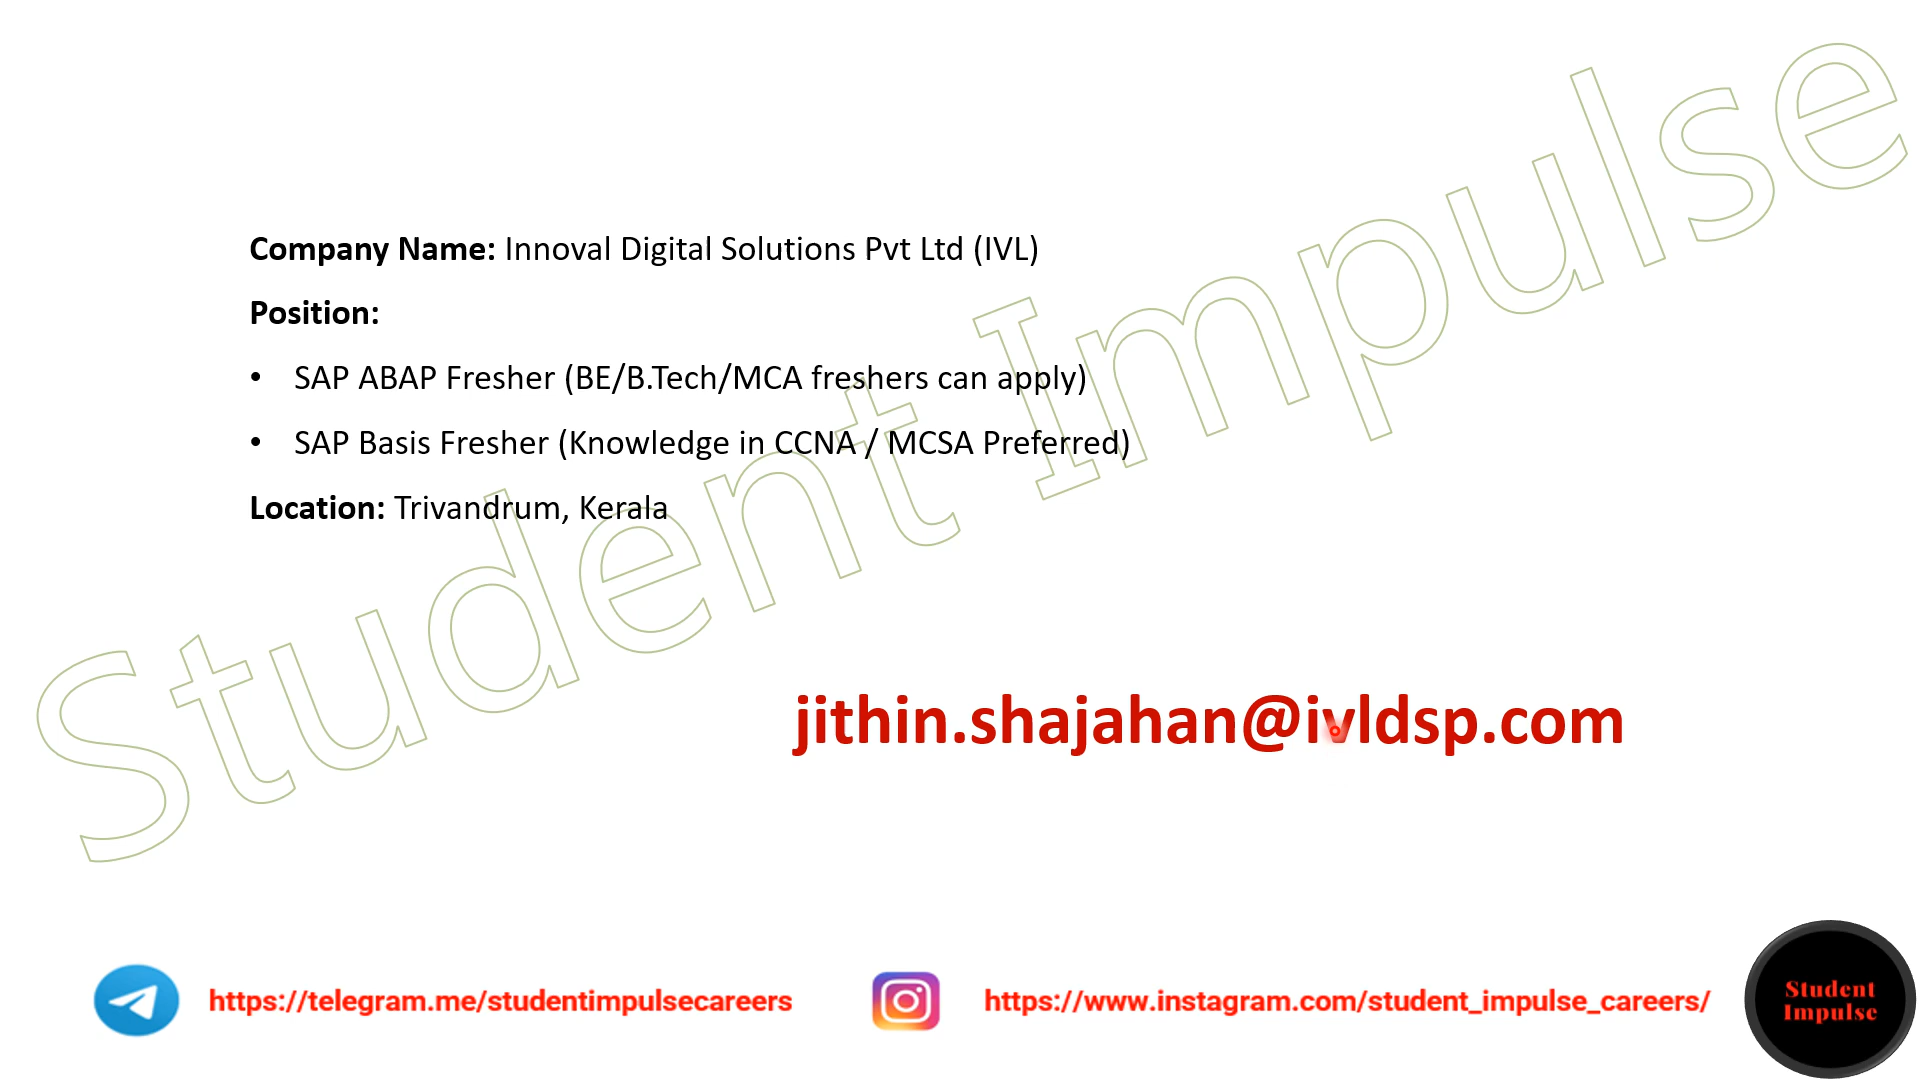 Company Name: Innoval Digital Solutions Pvt Ltd (IVL)
Position:
• SAP ABAP Fresher (BE/B.Tech/MCA freshers can apply)
• SAP Basis Fresher (Knowledge in CCNA / MCSA Preferred)
Location: Trivandrum, Kerala
Student Impulse
jithin.shajahan@ivldsp.com
https://telegram.me/studentimpulsecareers
https://www.instagram.com/student_impulse_careers/
Student
Impulse